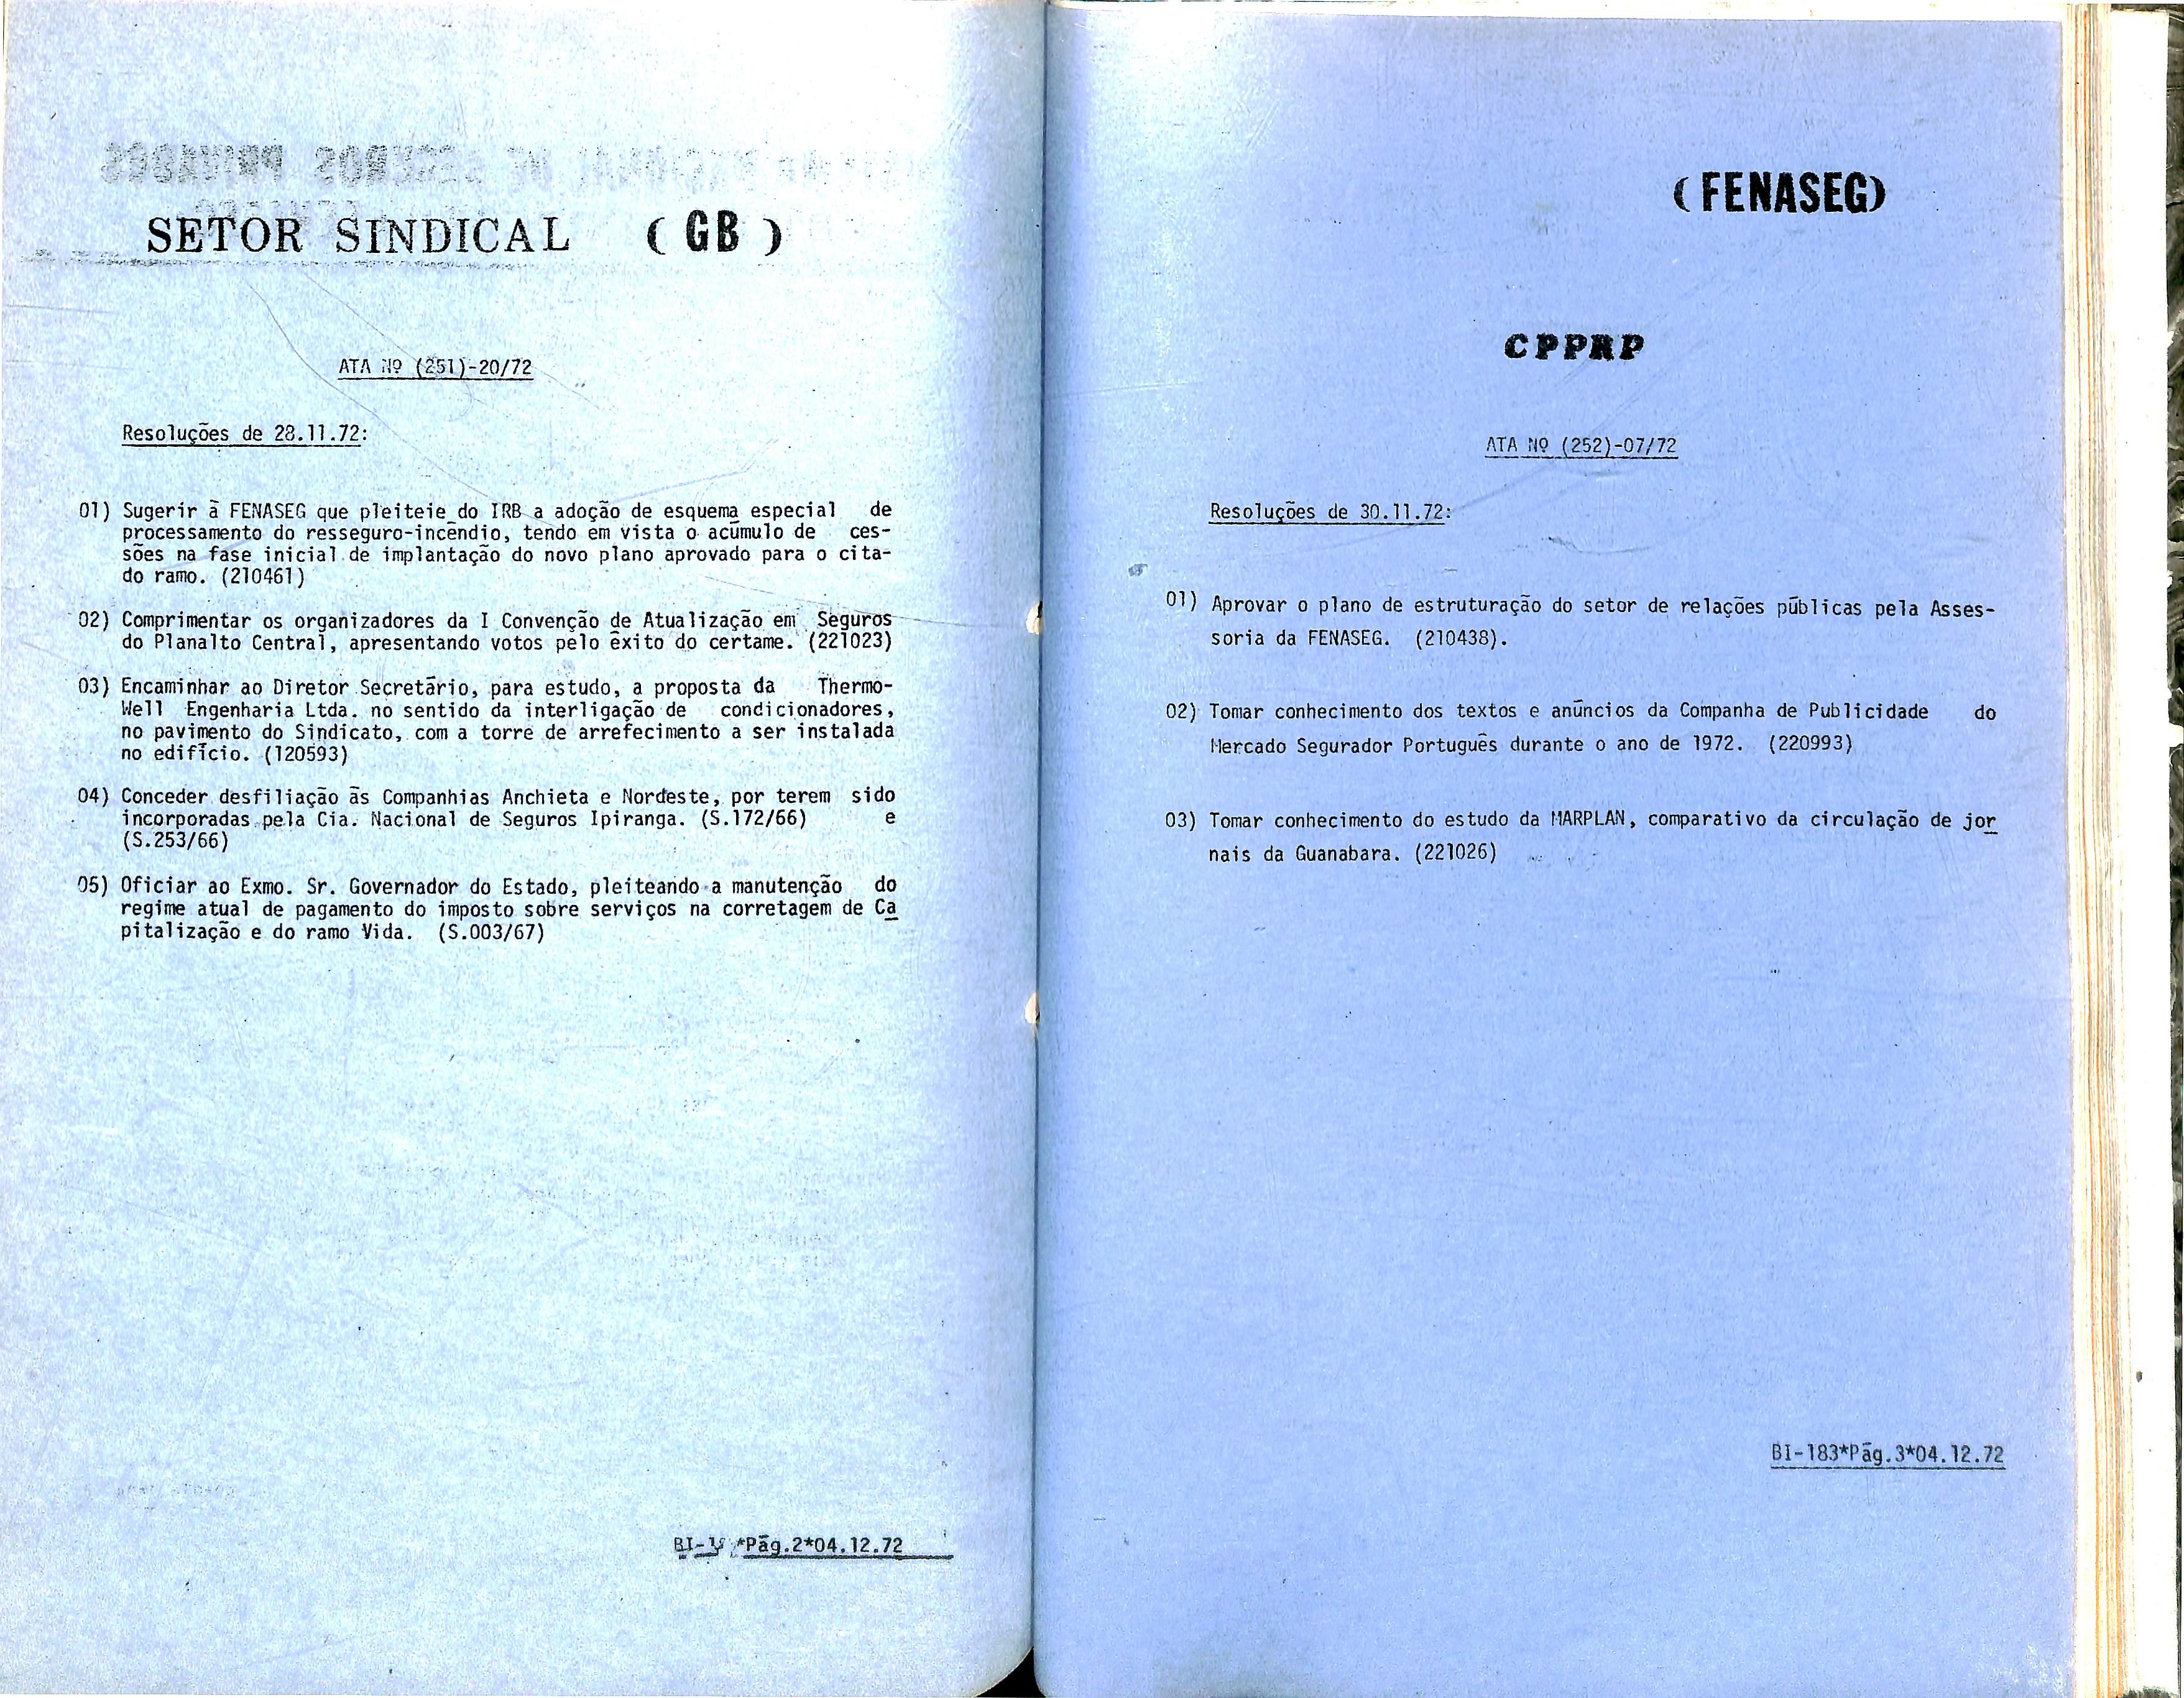 SETOR SINDICAL (GB)
ATA Nº (251)-20/72
Resoluções de 28.11.72:
01) Sugerir à FENASEG que pleiteie do IRB a adoção de esquema especial de
processamento do resseguro-incêndio, tendo em vista o acúmulo de ces-
sões na fase inicial de implantação do novo plano aprovado para o cita-
do ramo. (210461)
02) Comprimentar os organizadores da I Convenção de Atualização em Seguros
do Planalto Central, apresentando votos pelo êxito do certame. (221023)
03) Encaminhar ao Diretor Secretário, para estudo, a proposta da Thermo-
Well Engenharia Ltda. no sentido da interligação de condicionadores,
no pavimento do Sindicato, com a torre de arrefecimento a ser instalada
no edifício. (120593)
04) Conceder desfiliação às Companhias Anchieta e Nordeste, por terem sido
incorporadas pela Cia. Nacional de Seguros Ipiranga. (S.172/66) e
(S.253/66)
05) Oficiar ao Exmo. Sr. Governador do Estado, pleiteando a manutenção do
regime atual de pagamento do imposto sobre serviços na corretagem de Ca
pitalização e do ramo Vida. (S.003/67)
*Pág.2*04.12.72
(FENASEG)
CPPRP
ATA Nº (252)-07/72
Resoluções de 30.11.72:
01) Aprovar o plano de estruturação do setor de relações públicas pela Asses-
soria da FENASEG. (210438).
02) Tomar conhecimento dos textos e anúncios da Companha de Publicidade do
Mercado Segurador Português durante o ano de 1972. (220993)
03) Tomar conhecimento do estudo da MARPLAN, comparativo da circulação de jor
nais da Guanabara. (221026)
BI-183*Pág.3*04.12.72